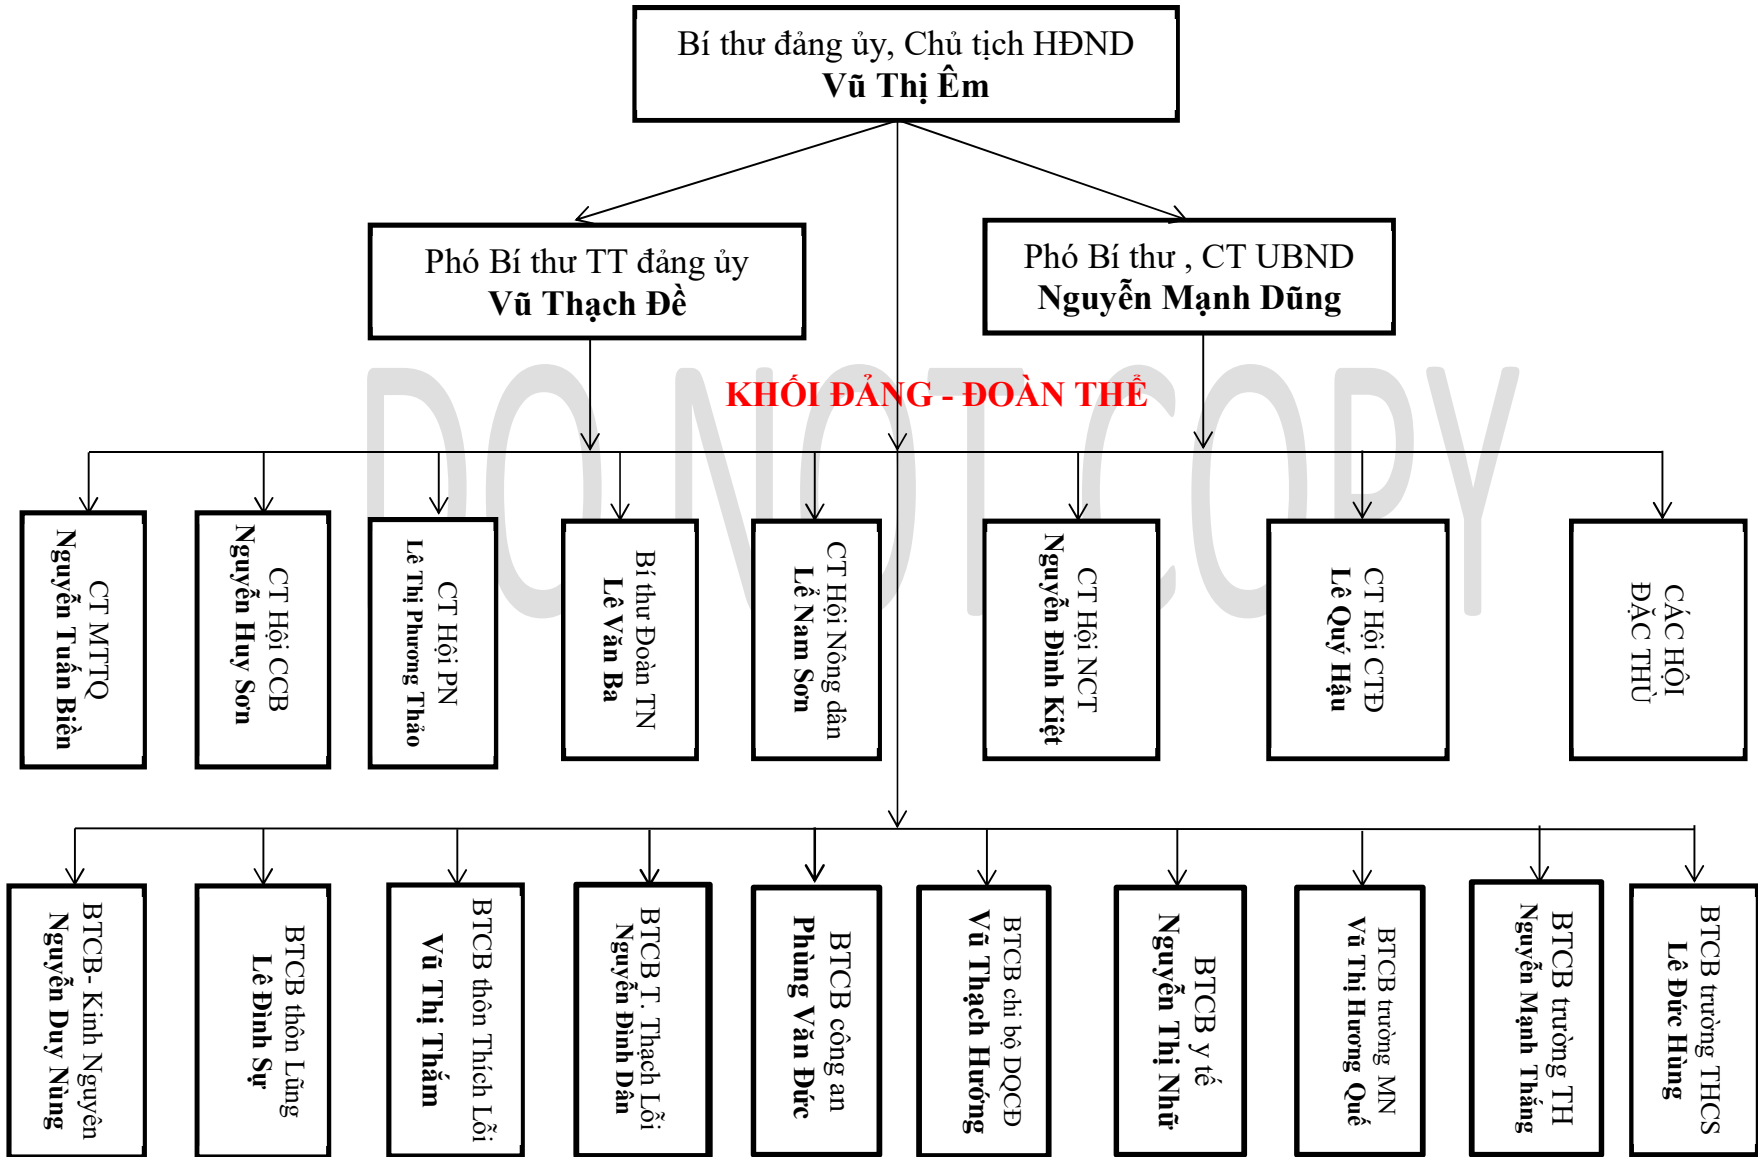 Bí thư đảng ủy, Chủ tịch HĐND
Vũ Thị Êm
Phó Bí thư TT đảng ủy
Vũ Thạch Đề
Phó Bí thư , CT UBND
Nguyễn Mạnh Dũng
KHỐI ĐẢNG - ĐOÀN THỂ
DO NOT COPY
CT MTTQ
Nguyễn Tuấn Biền
CT Hội CCB
Nguyễn Huy Sơn
CT Hội PN
Lê Thị Phương Thảo
Bí thư Đoàn TN
Lê Văn Ba
CT Hội Nông dân
Lể Nam Sơn
CT Hội NCT
Nguyễn Đình Kiệt
CT Hội CTĐ
Lê Quý Hậu
CÁC HỘI
ĐẶC THÙ
BTCB- Kinh Nguyên
Nguyễn Duy Nùng
BTCB thôn Lũng
Lê Đình Sự
BTCB thôn Thích Lỗi
Vũ Thị Thắm
BTCB T. Thạch Lỗi
Nguyễn Đình Dân
BTCB công an
Phùng Văn Đức
BTCB chi bộ DQCĐ
Vũ Thạch Hướng
BTCB y tế
Nguyễn Thị Nhữ
BTCB trường MN
Vũ Thị Hương Quế
BTCB trường TH
Nguyễn Mạnh Thắng
BTCB trường THCS
Lê Đức Hùng